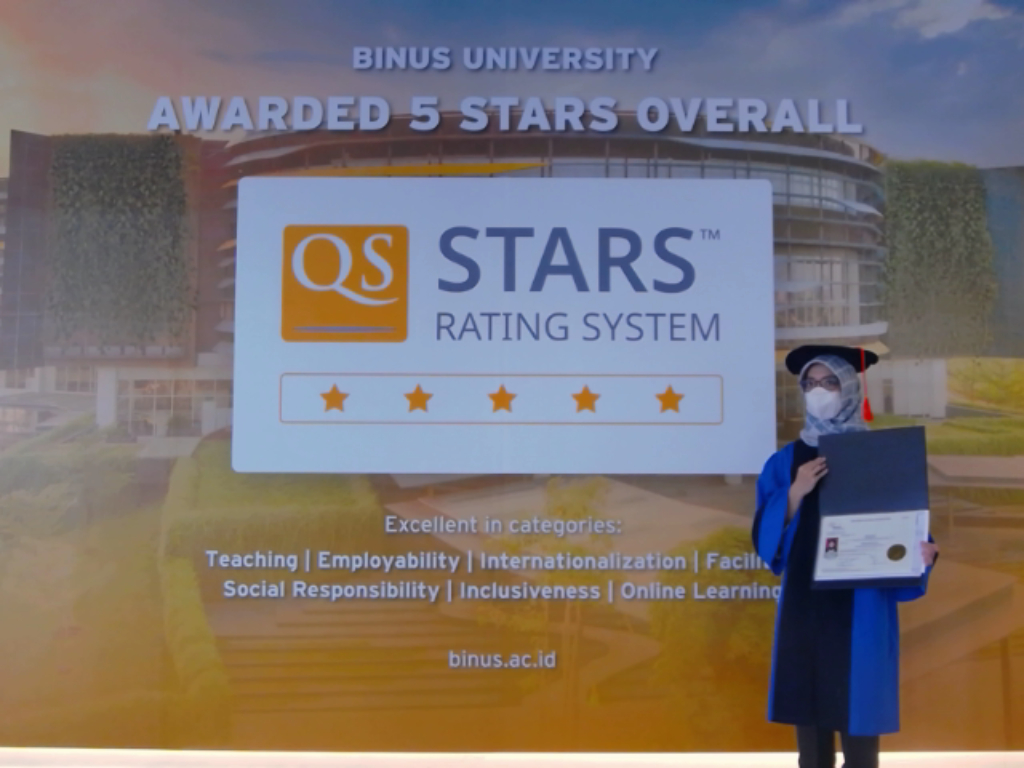 BINUS UNIVERSITY
AWARDED 5 STARS OVERALL
QS
STARS™
RATING SYSTEM
Excellent in categories:
Teaching | Employability | Internationalization |
Social Responsibility | Inclusiveness | Online Learning
binus.ac.id